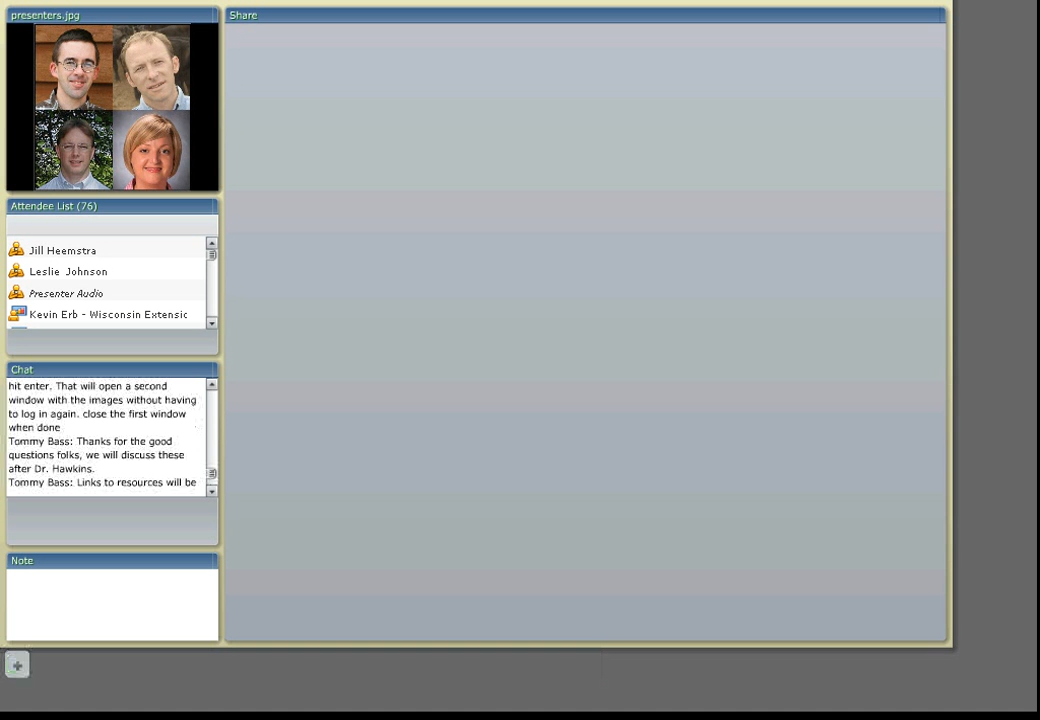 presenters.jpg
Share
Attendee List (76)
Jill Heemstra
Leslie Johnson
Presenter Audio
Kevin Erb - Wisconsin Extensic
Chat
hit enter. That will open a second
window with the images without having
to log in again. close the first window
when done
Tommy Bass: Thanks for the good
questions folks, we will discuss these
after Dr. Hawkins.
Tommy Bass: Links to resources will be
Note